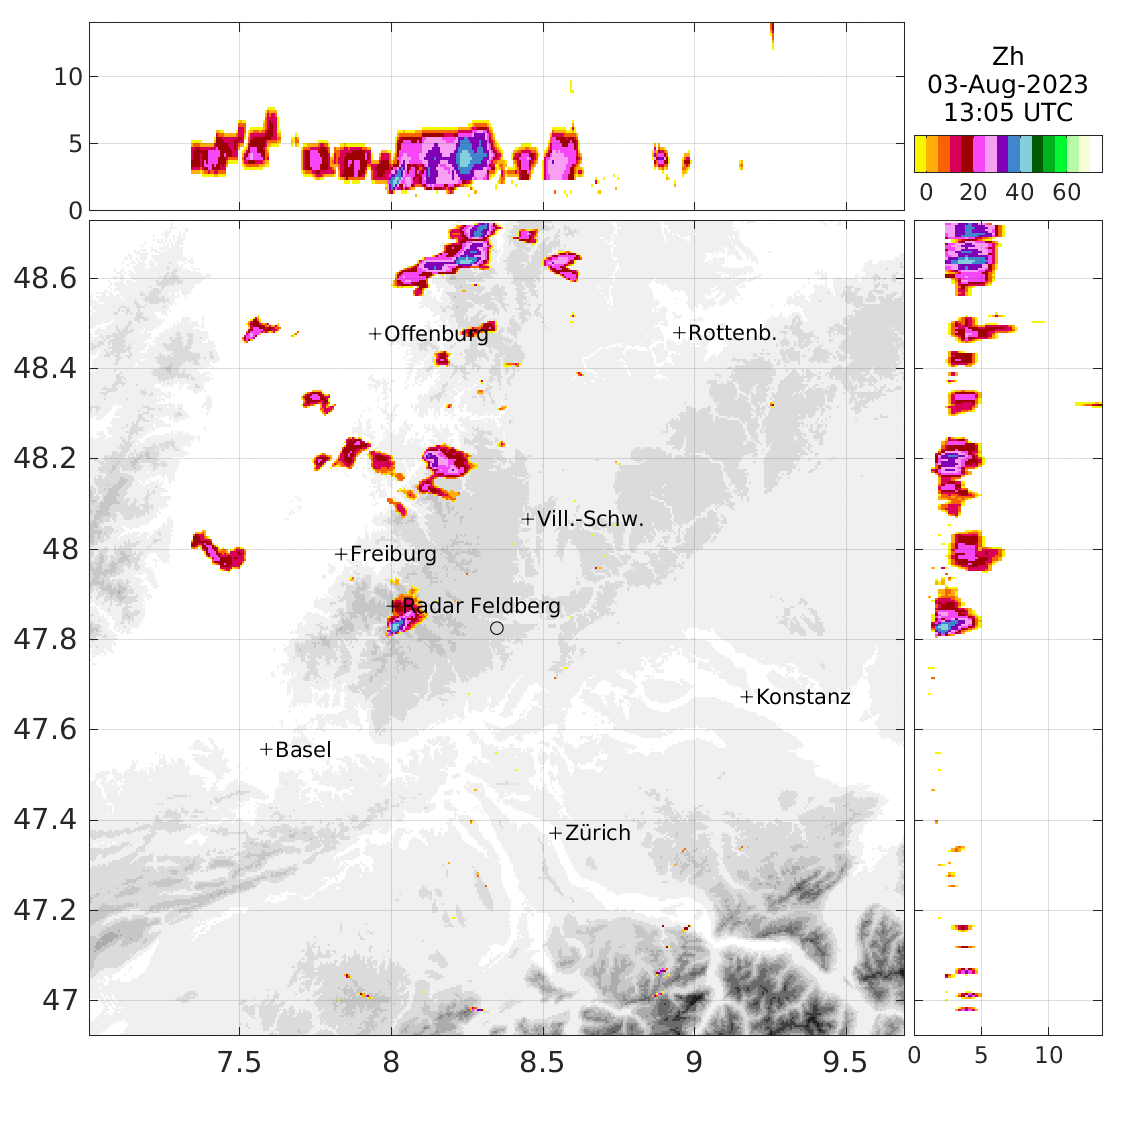 Zh
03-Aug-2023
13:05 UTC
0 20 40 60
10
5
0
48.6
48.4
48.2
48
47.8
47.6
47.4
47.2
47
Offenburg
Rottenb.
Vill.-Schw.
Freiburg
Radar Feldberg
Konstanz
Basel
Zürich
7.5 8 8.5 9 9.5
0 5 10